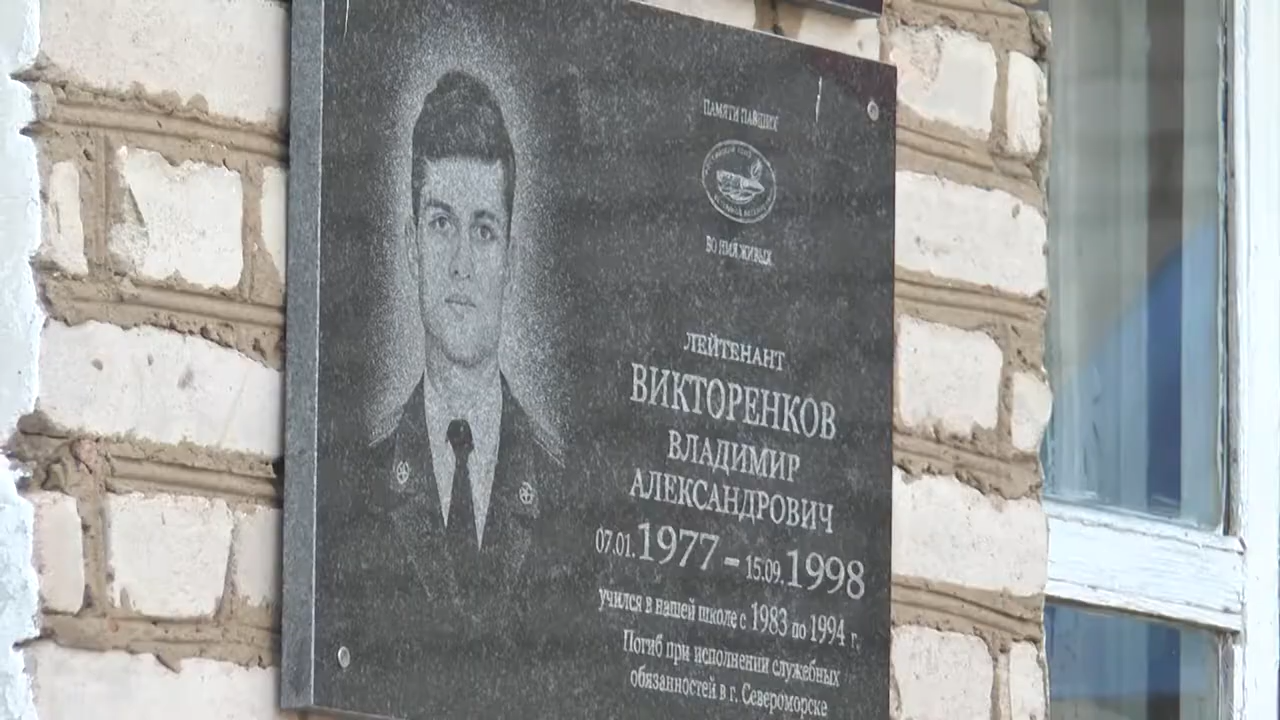 ПАМЯТИ ПАВШИХ
ВО ИМЯ ЖИВЫХ
ЛЕЙТЕНАНТ
ВИКТОРЕНКОВ
ВЛАДИМИР
АЛЕКСАНДРОВИЧ
07.01.1977 – 15.09.1998
учился в нашей школе с 1983 по 1994 г.
Погиб при исполнении служебных
обязанностей в г. Североморске